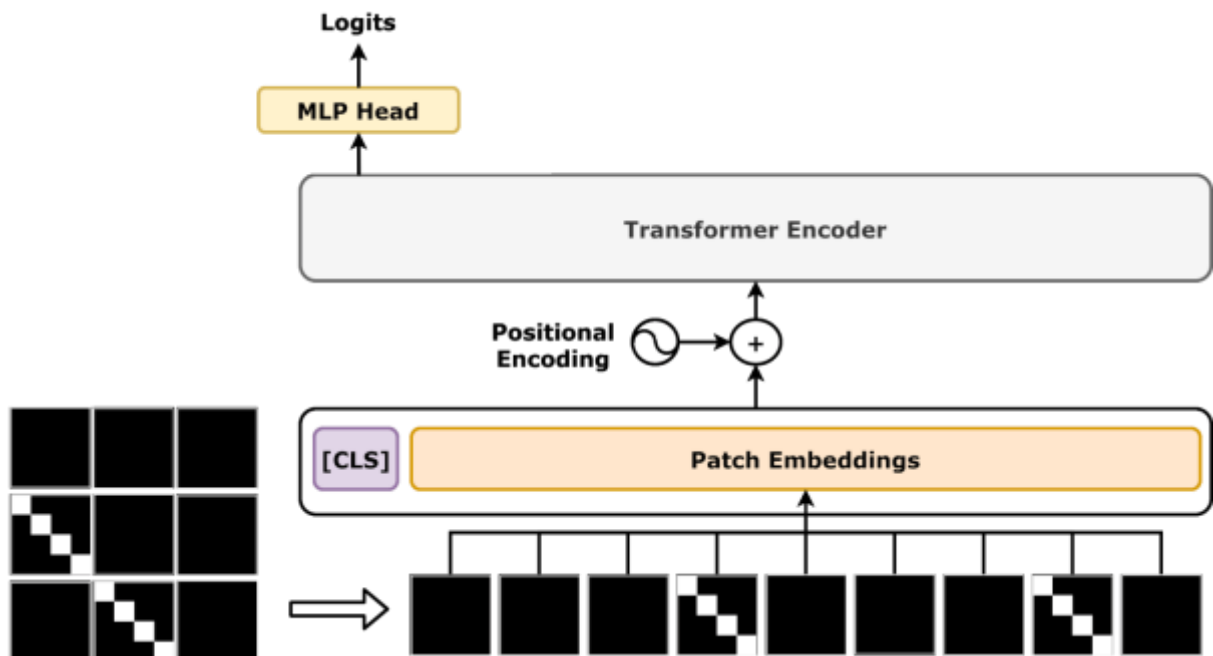 Logits
MLP Head
Transformer Encoder
Positional
Encoding
+
[CLS]
Patch Embeddings